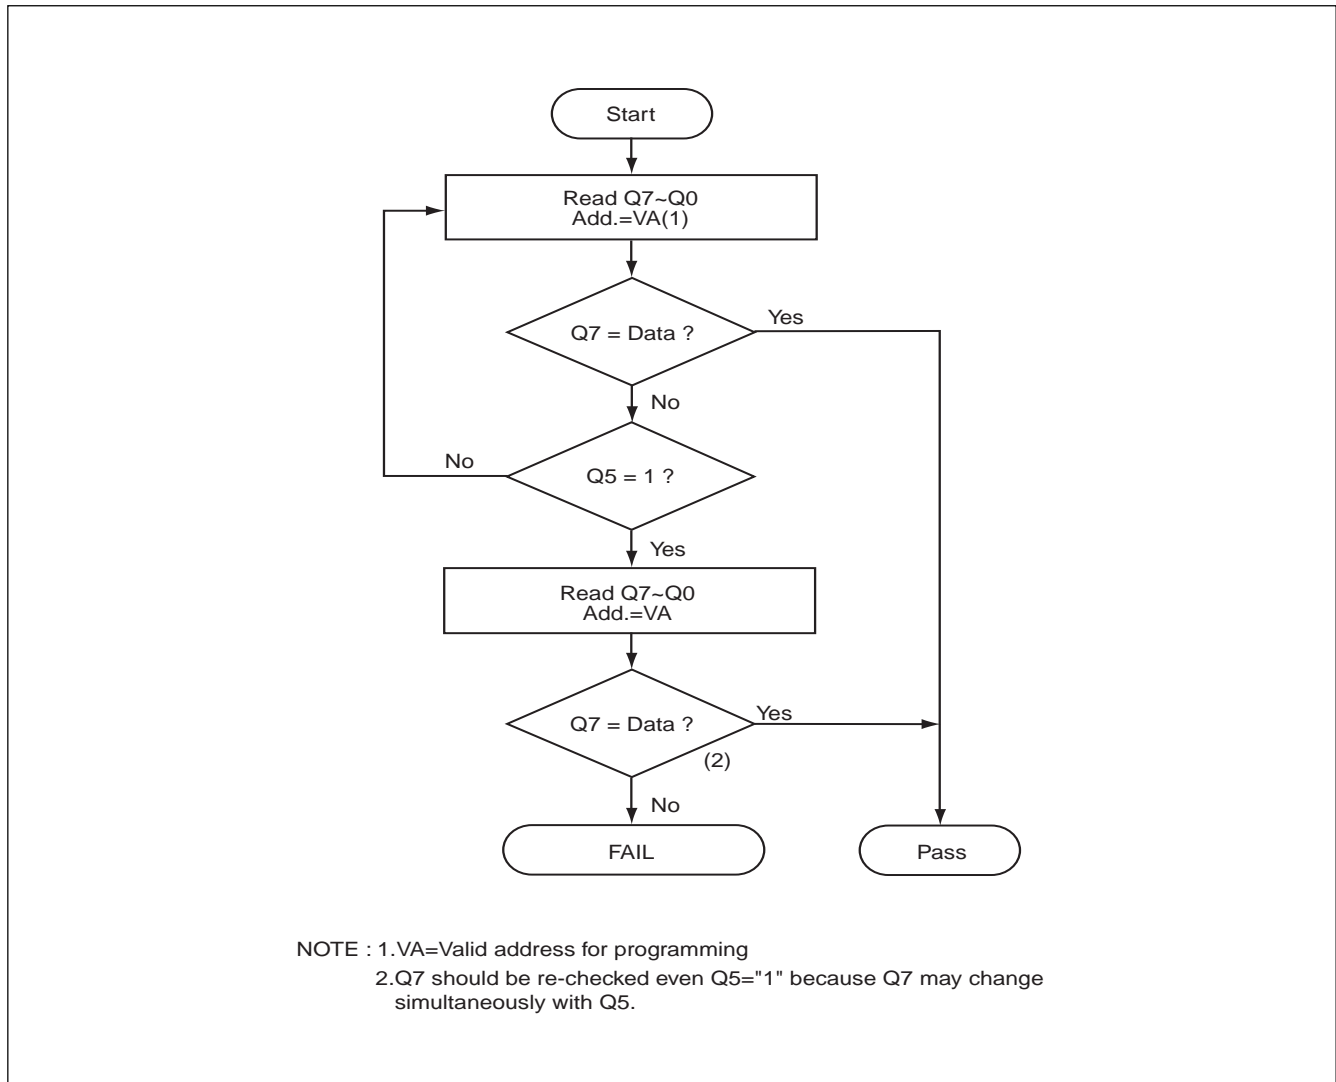 Start
Read Q7~Q0
Add.=VA(1)
Q7 = Data ?
Yes
No
Q5 = 1 ?
No
Yes
Read Q7~Q0
Add.=VA
Q7 = Data ?
Yes
(2)
No
FAIL
Pass
NOTE : 1.VA=Valid address for programming
2.Q7 should be re-checked even Q5="1" because Q7 may change
simultaneously with Q5.